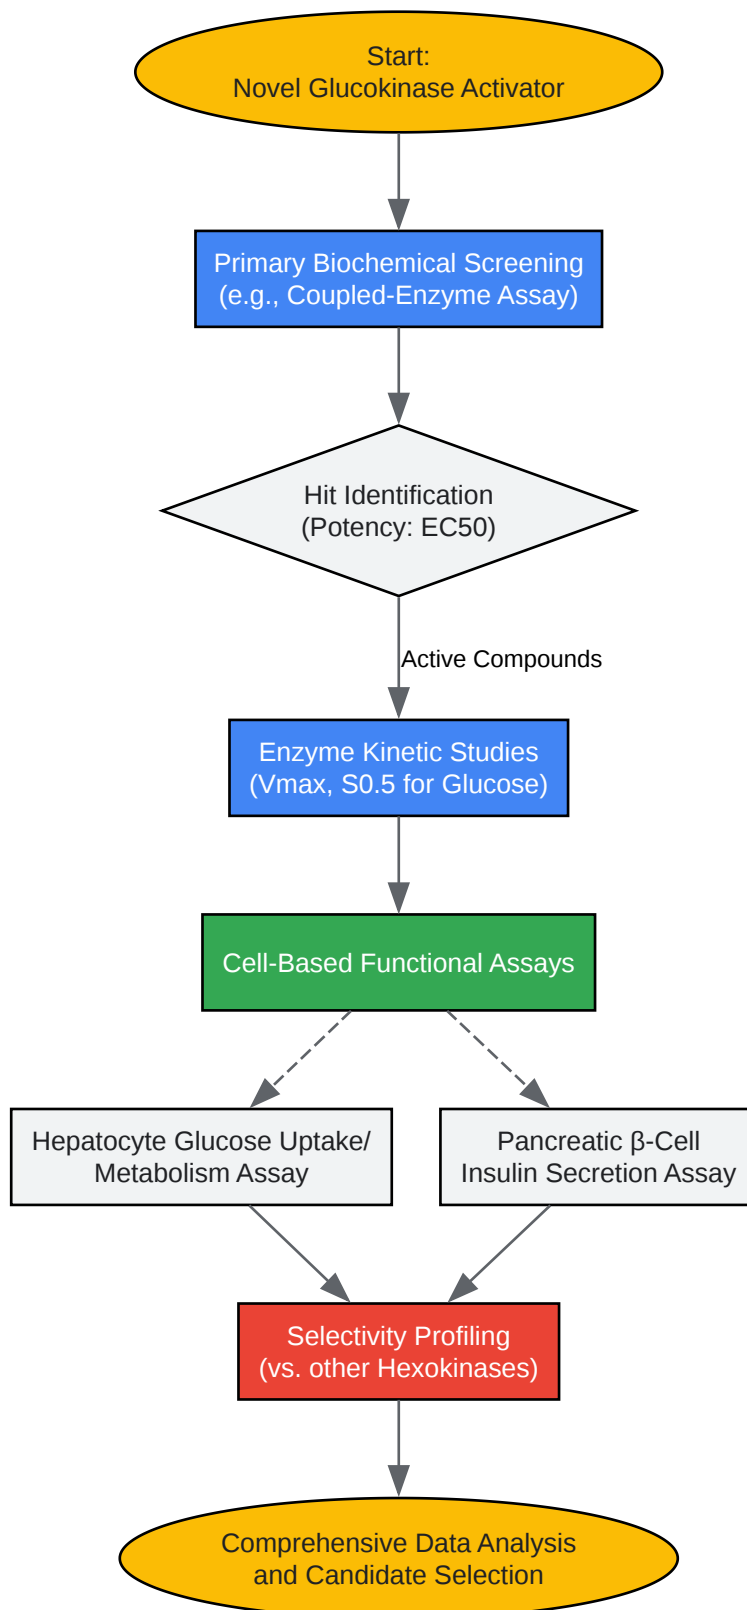 Start:
Novel Glucokinase Activator
Primary Biochemical Screening
(e.g., Coupled-Enzyme Assay)
Hit Identification
(Potency: EC50)
Active Compounds
Enzyme Kinetic Studies
(Vmax, S0.5 for Glucose)
Cell-Based Functional Assays
Hepatocyte Glucose Uptake/
Metabolism Assay
Pancreatic β-Cell
Insulin Secretion Assay
Selectivity Profiling
(vs. other Hexokinases)
Comprehensive Data Analysis
and Candidate Selection